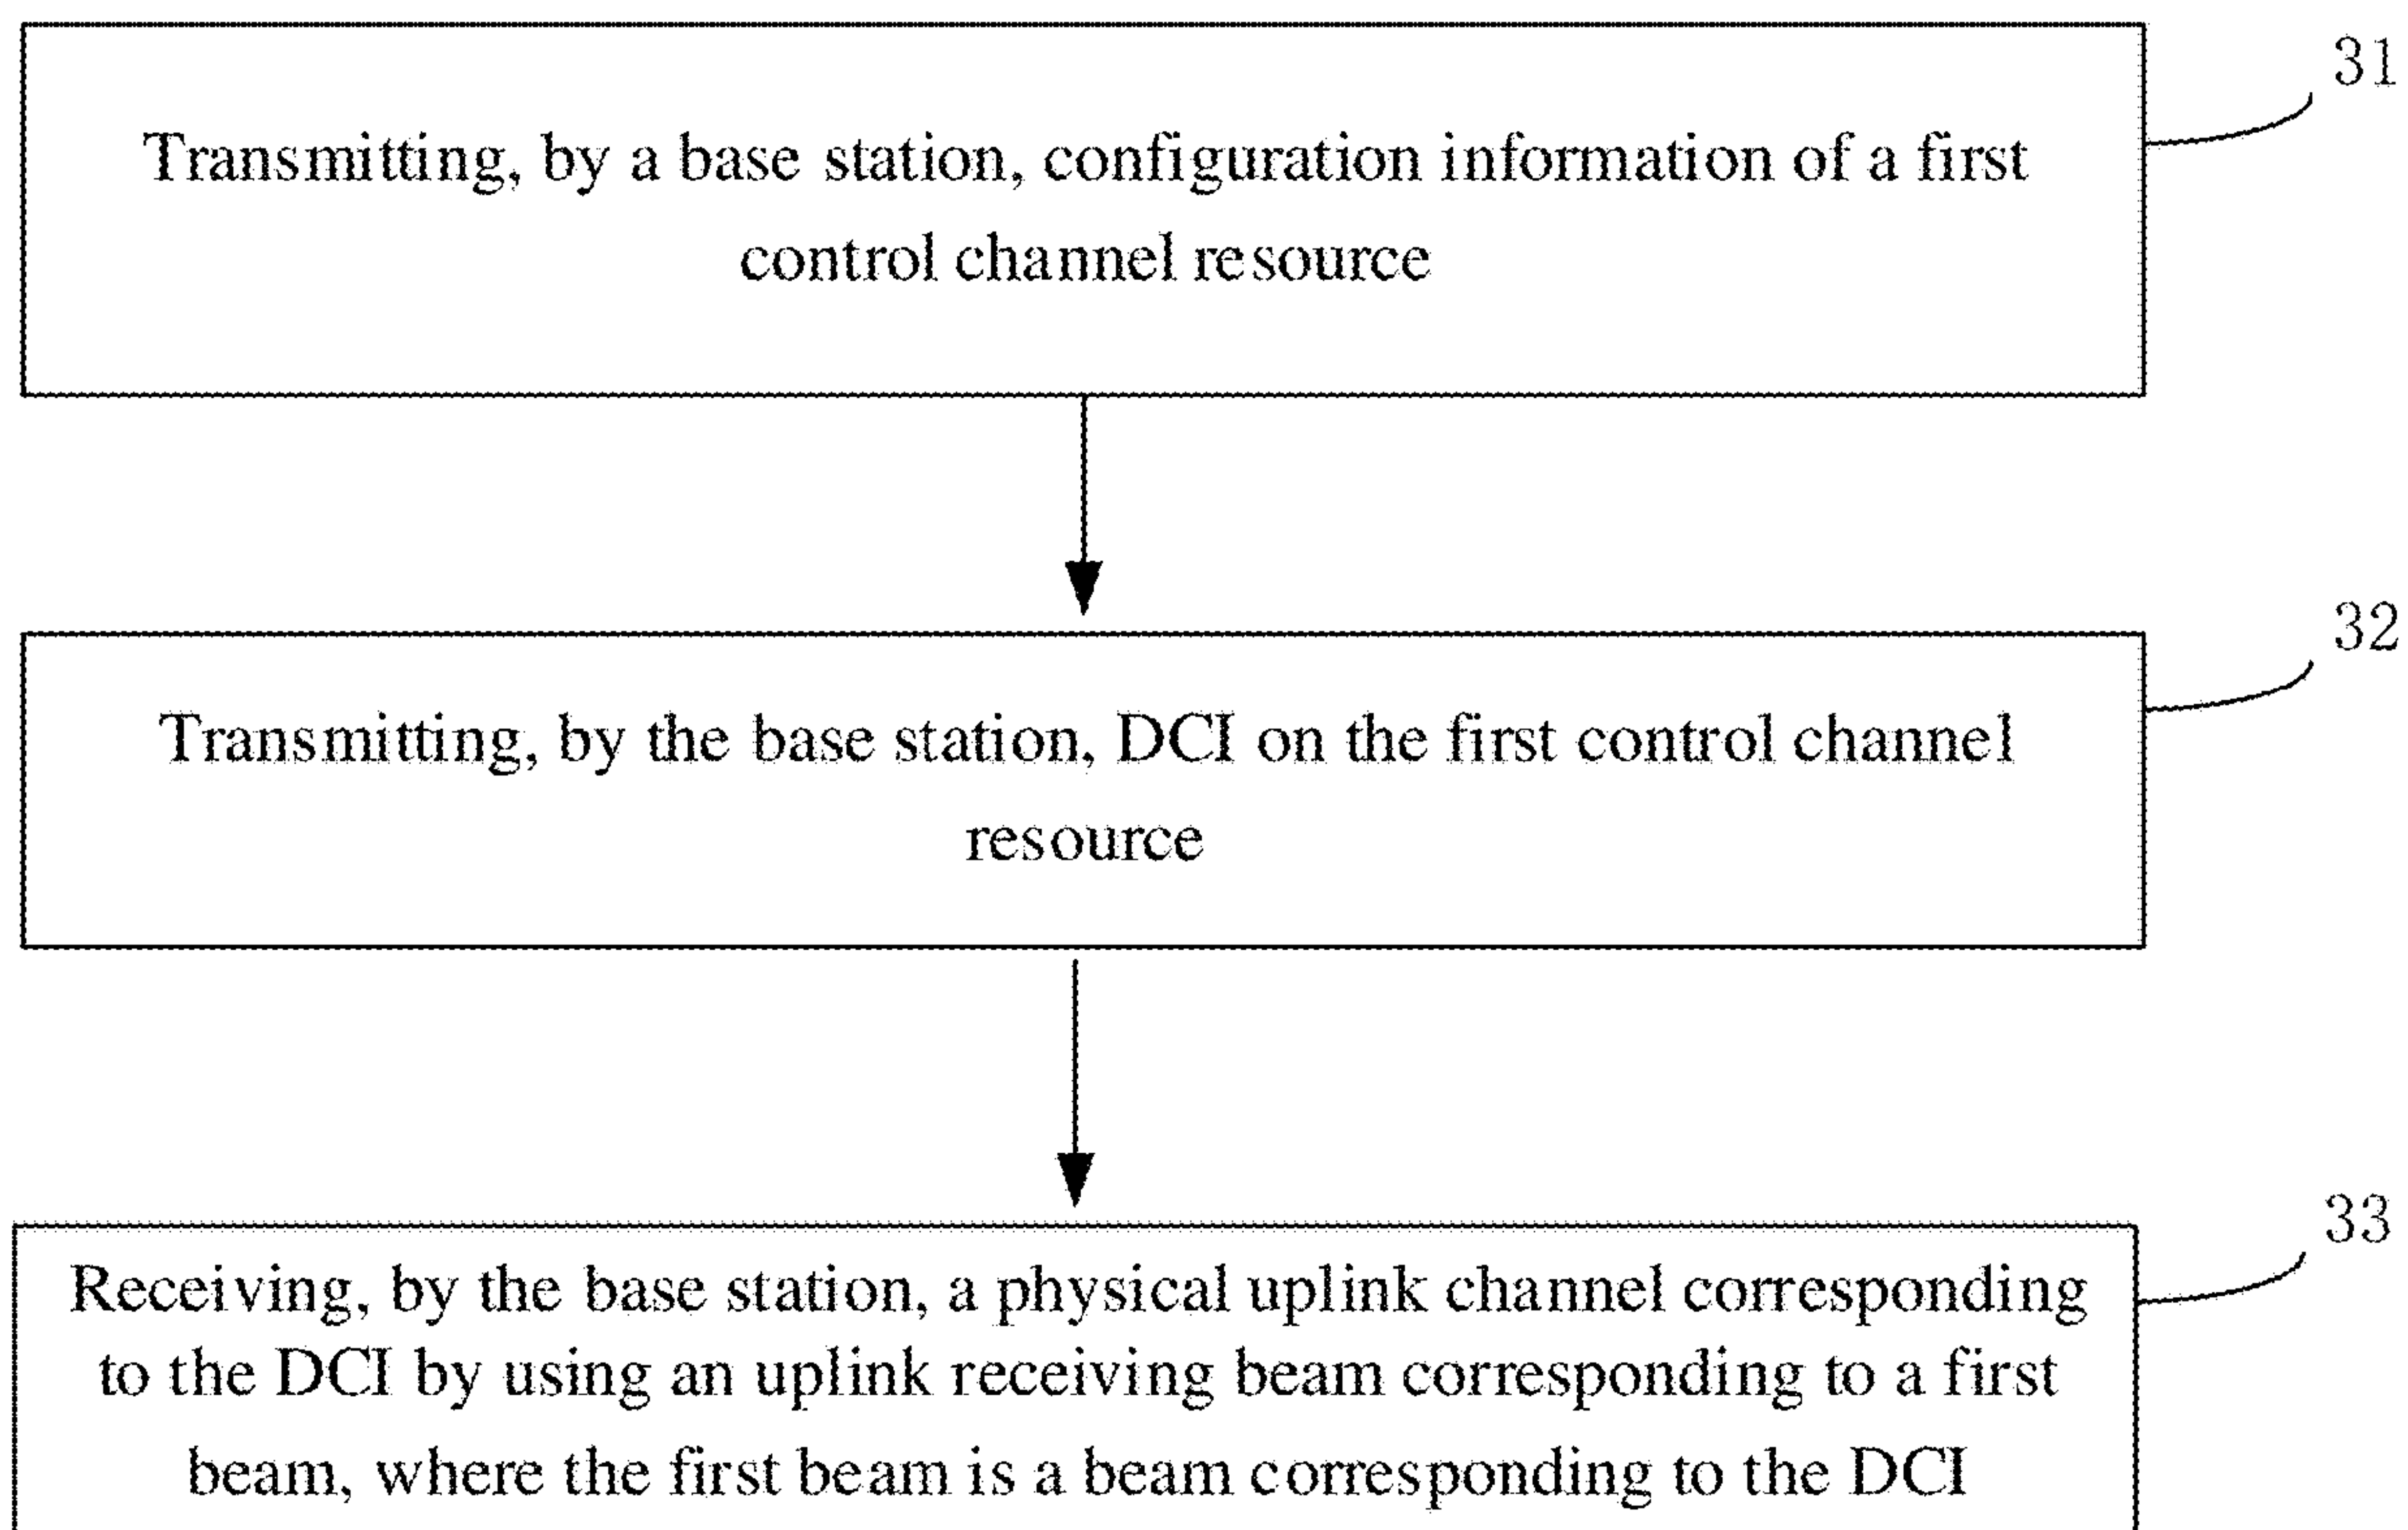 31
Transmitting, by a base station, configuration information of a first
control channel resource
32
Transmitting, by the base station, DCI on the first control channel
resource
33
Receiving, by the base station, a physical uplink channel corresponding
to the DCI by using an uplink receiving beam corresponding to a first
beam, where the first beam is a beam corresponding to the DCI